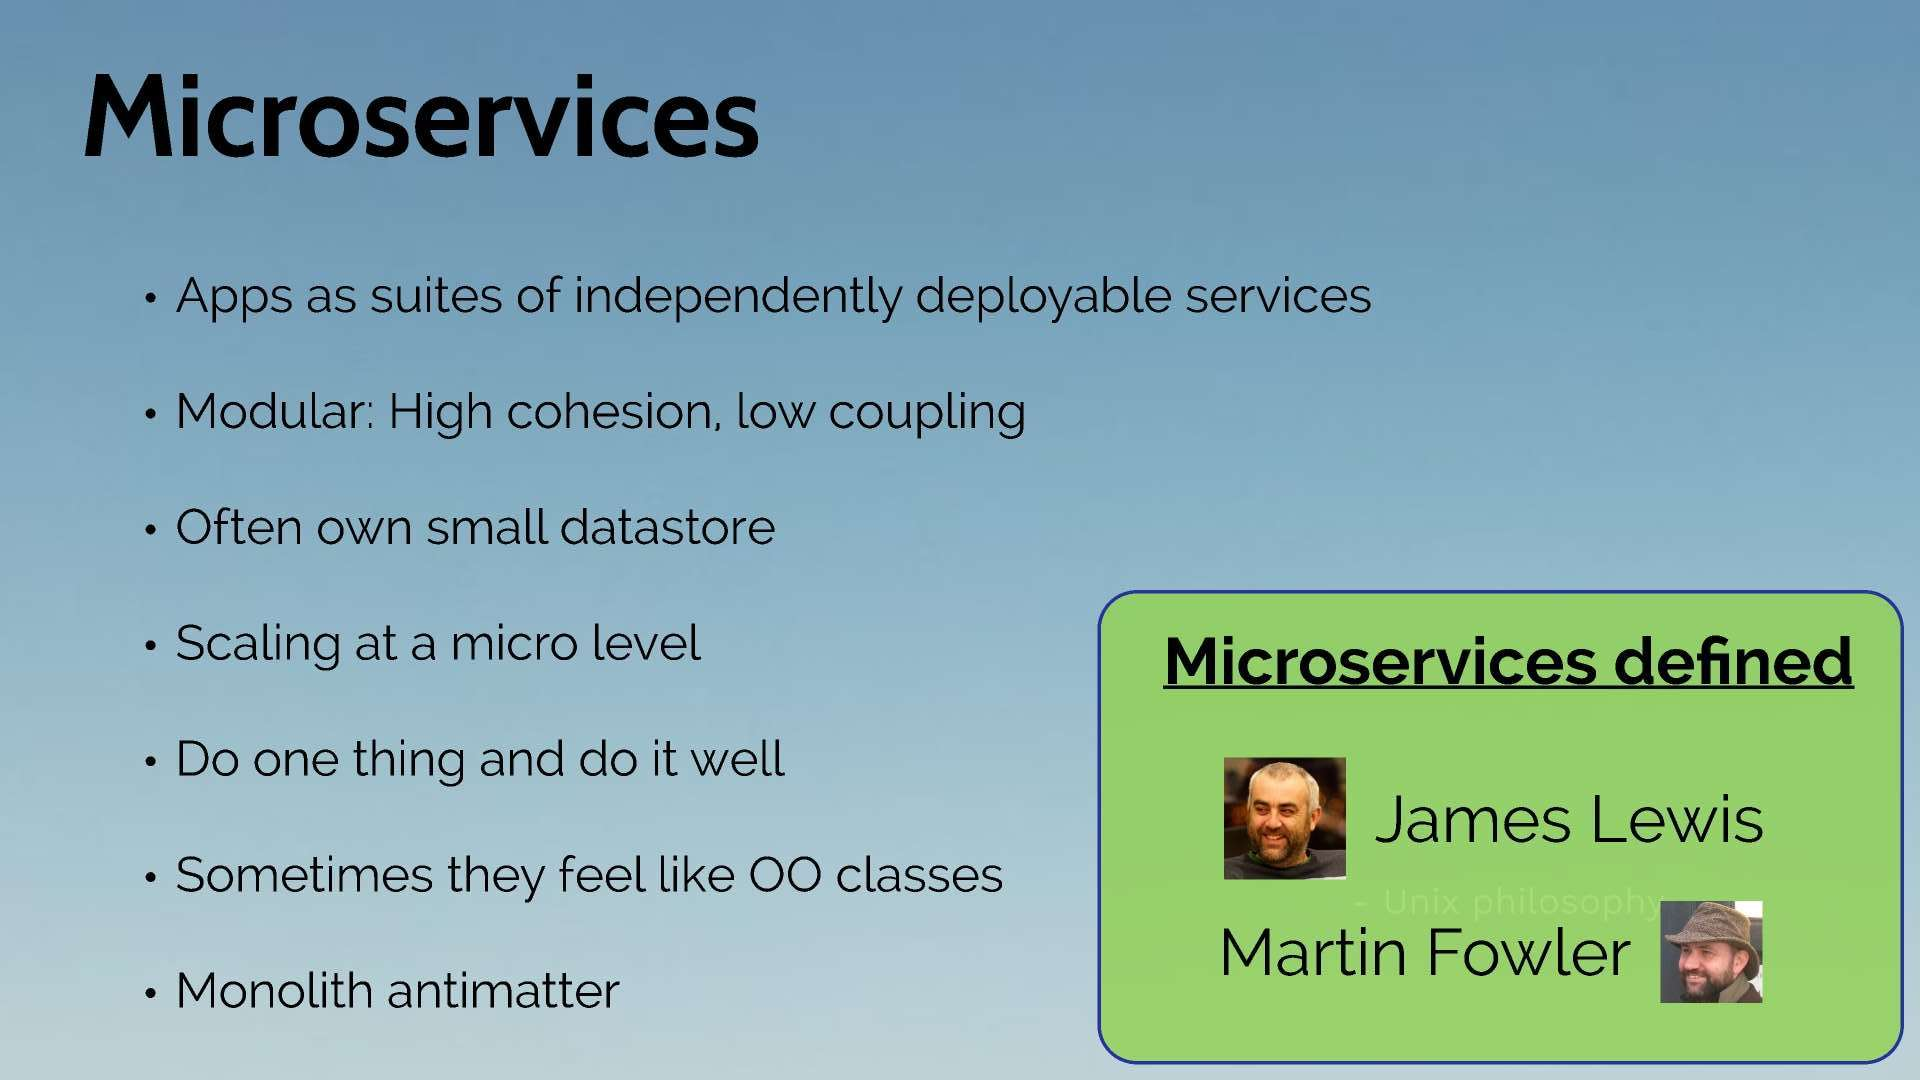 Microservices
• Apps as suites of independently deployable services
• Modular: High cohesion, low coupling
• Often own small datastore
• Scaling at a micro level
• Do one thing and do it well
• Sometimes they feel like OO classes
• Monolith antimatter
Microservices defined
James Lewis
- Unix philosophy
Martin Fowler